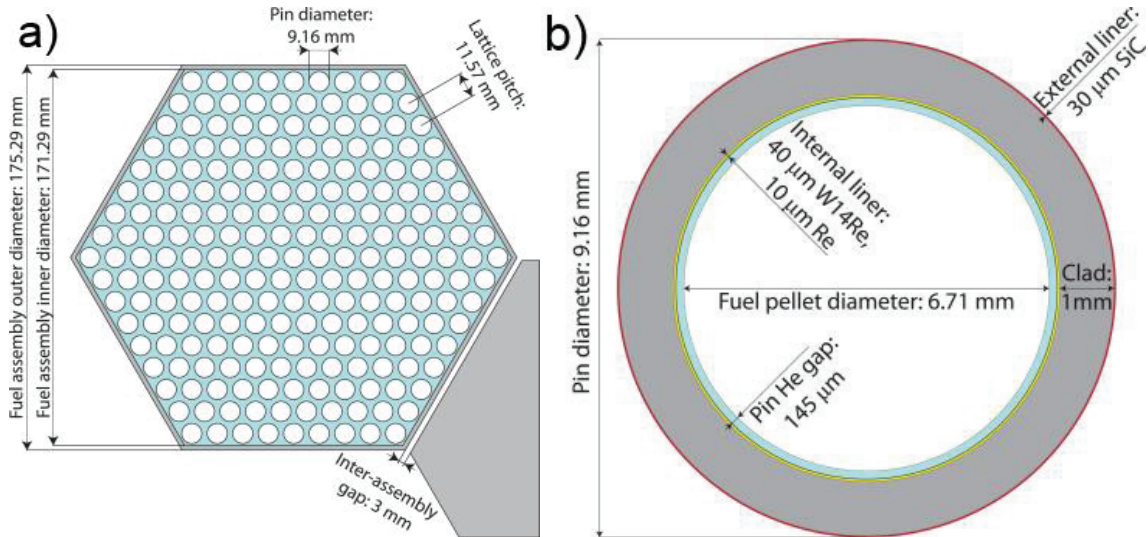 a)
Pin diameter:
9.16 mm
Lattice pitch:
11.57 mm
Fuel assembly outer diameter: 175.29 mm
Fuel assembly inner diameter: 171.29 mm
Inter-assembly
gap: 3 mm
b)
External liner:
30 µm SiC
Internal liner:
40 µm W14Re,
10 µm Re
Pin diameter: 9.16 mm
Fuel pellet diameter: 6.71 mm
Clad:
1mm
Pin He gap:
145 µm